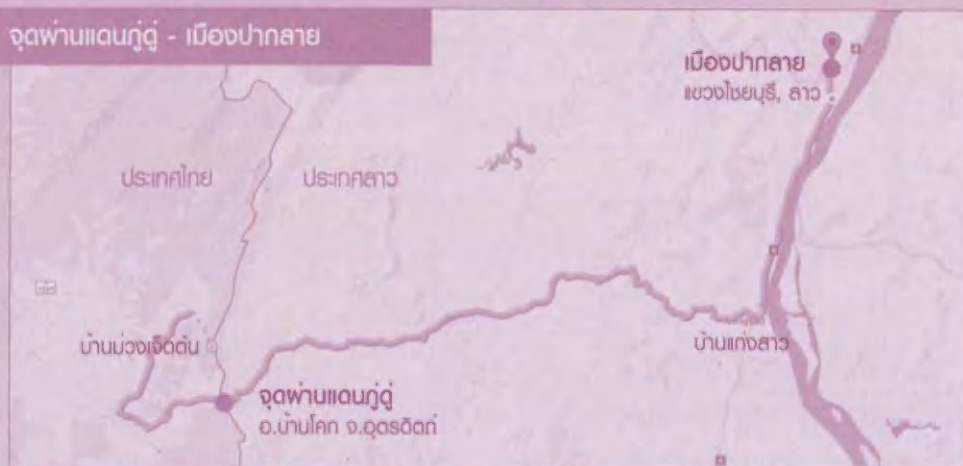 จุดผ่านแดนภูดู่ - เมืองปากลาย
เมืองปากลาย
แขวงไชยบุรี, ลาว
ประเทศไทย
ประเทศลาว
บ้านม่วงเจ็ดต้น
บ้านแก่งสาว
จุดผ่านแดนภูดู่
อ.บ้านโคก จ.อุตรดิตถ์